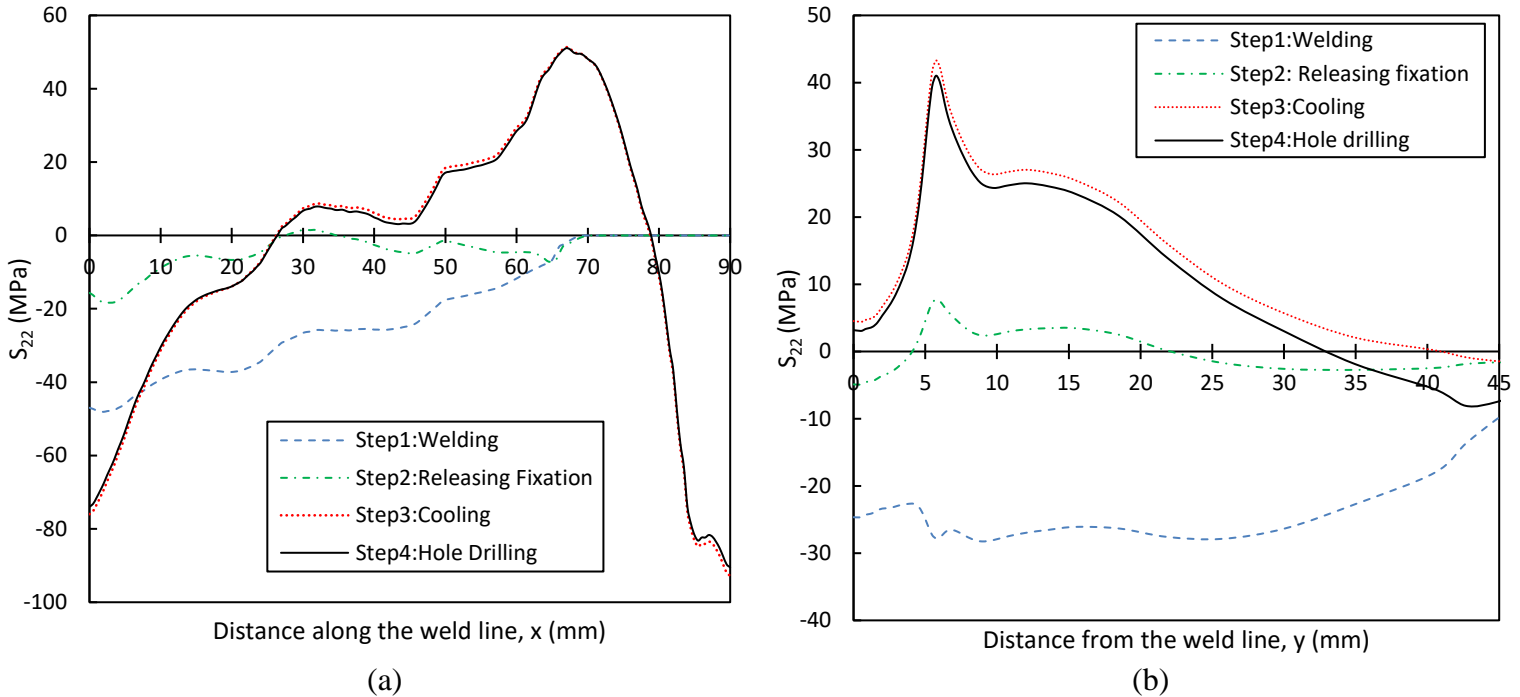 60
40
20
0
-20
-40
-60
-80
-100
0 10 20 30 40 50 60 70 80 90
S22 (MPa)
Step1:Welding
Step2:Releasing Fixation
Step3:Cooling
Step4:Hole Drilling
Distance along the weld line, x (mm)
(a)
50
40
30
20
10
0
-10
-20
-30
-40
0 5 10 15 20 25 30 35 40 45
S22 (MPa)
Step1:Welding
Step2: Releasing fixation
Step3:Cooling
Step4:Hole drilling
Distance from the weld line, y (mm)
(b)